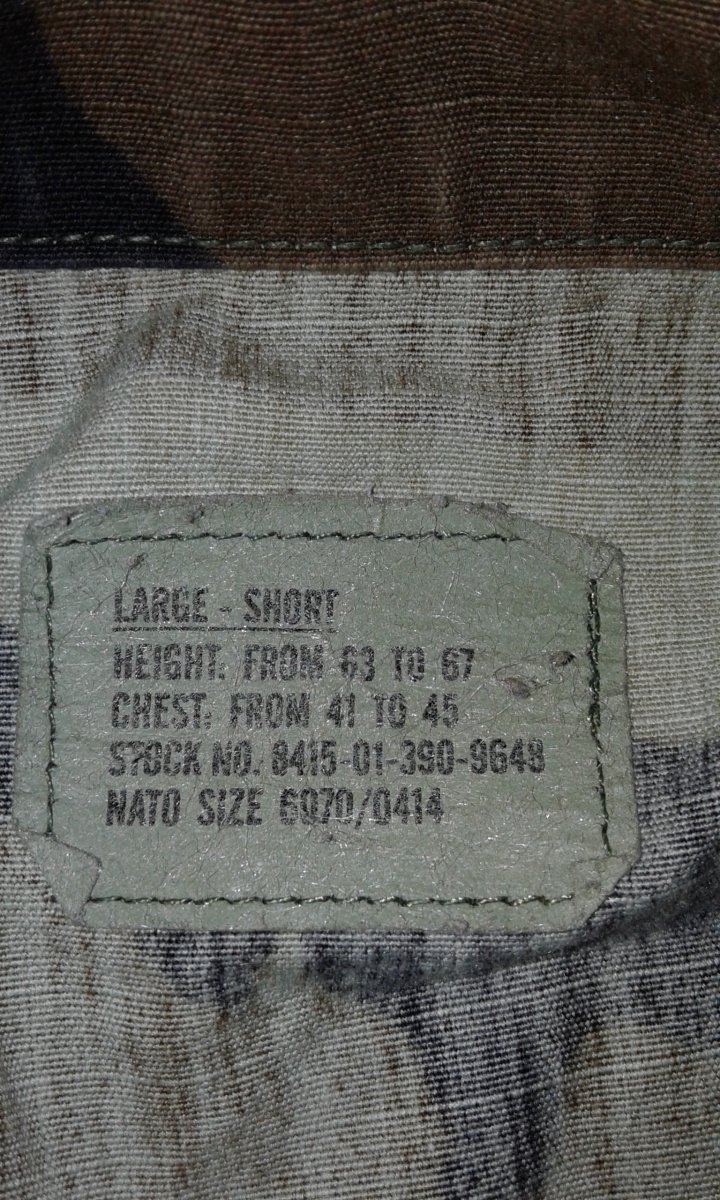 LARGE - SHORT
HEIGHT: FROM 63 TO 67
CHEST: FROM 41 TO 45
STOCK NO. 8415-01-390-9648
NATO SIZE 6070/0414